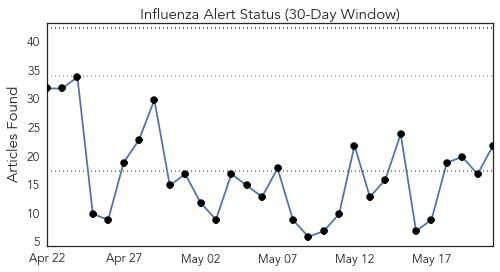 Influenza Alert Status (30-Day Window)
Articles Found
40
35
30
25
20
15
10
5
Apr 22 Apr 27 May 02 May 07 May 12 May 17